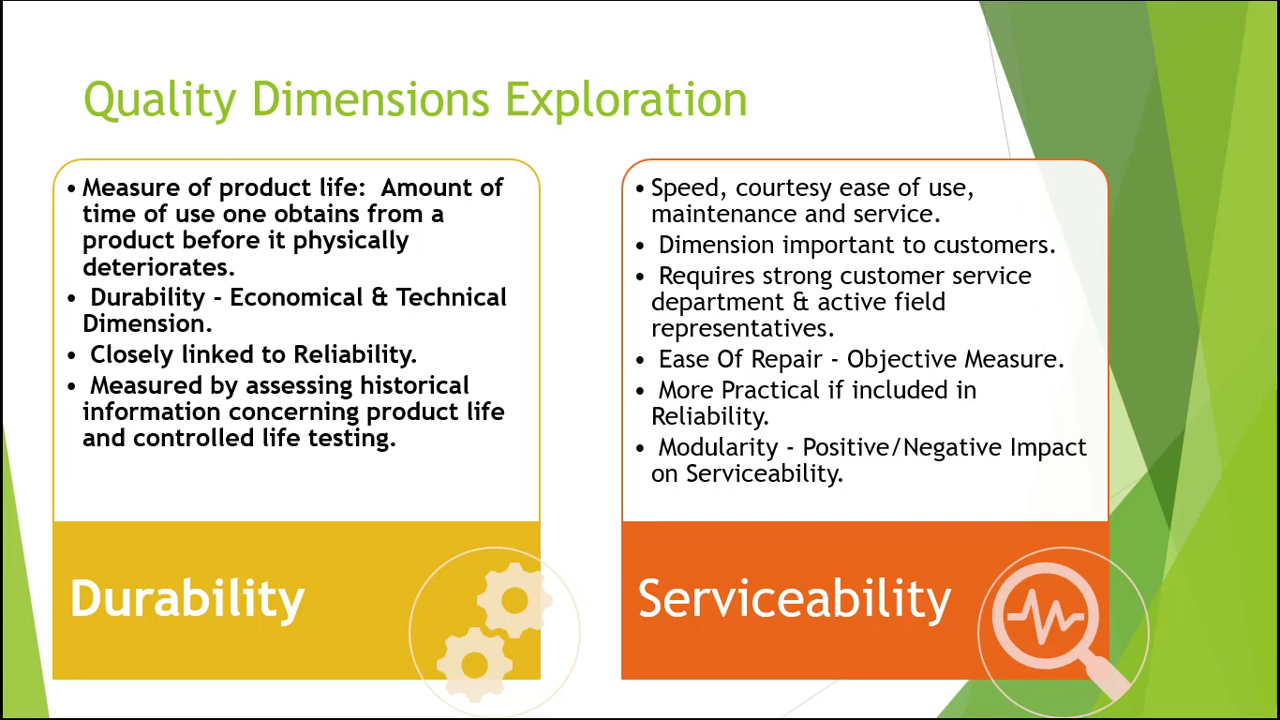 Quality Dimensions Exploration
• Measure of product life:  Amount of
time of use one obtains from a
product before it physically
deteriorates.
• Durability - Economical & Technical
Dimension.
• Closely linked to Reliability.
• Measured by assessing historical
information concerning product life
and controlled life testing.
Durability
• Speed, courtesy ease of use,
maintenance and service.
• Dimension important to customers.
• Requires strong customer service
department & active field
representatives.
• Ease Of Repair - Objective Measure.
• More Practical if included in
Reliability.
• Modularity - Positive/Negative Impact
on Serviceability.
Serviceability